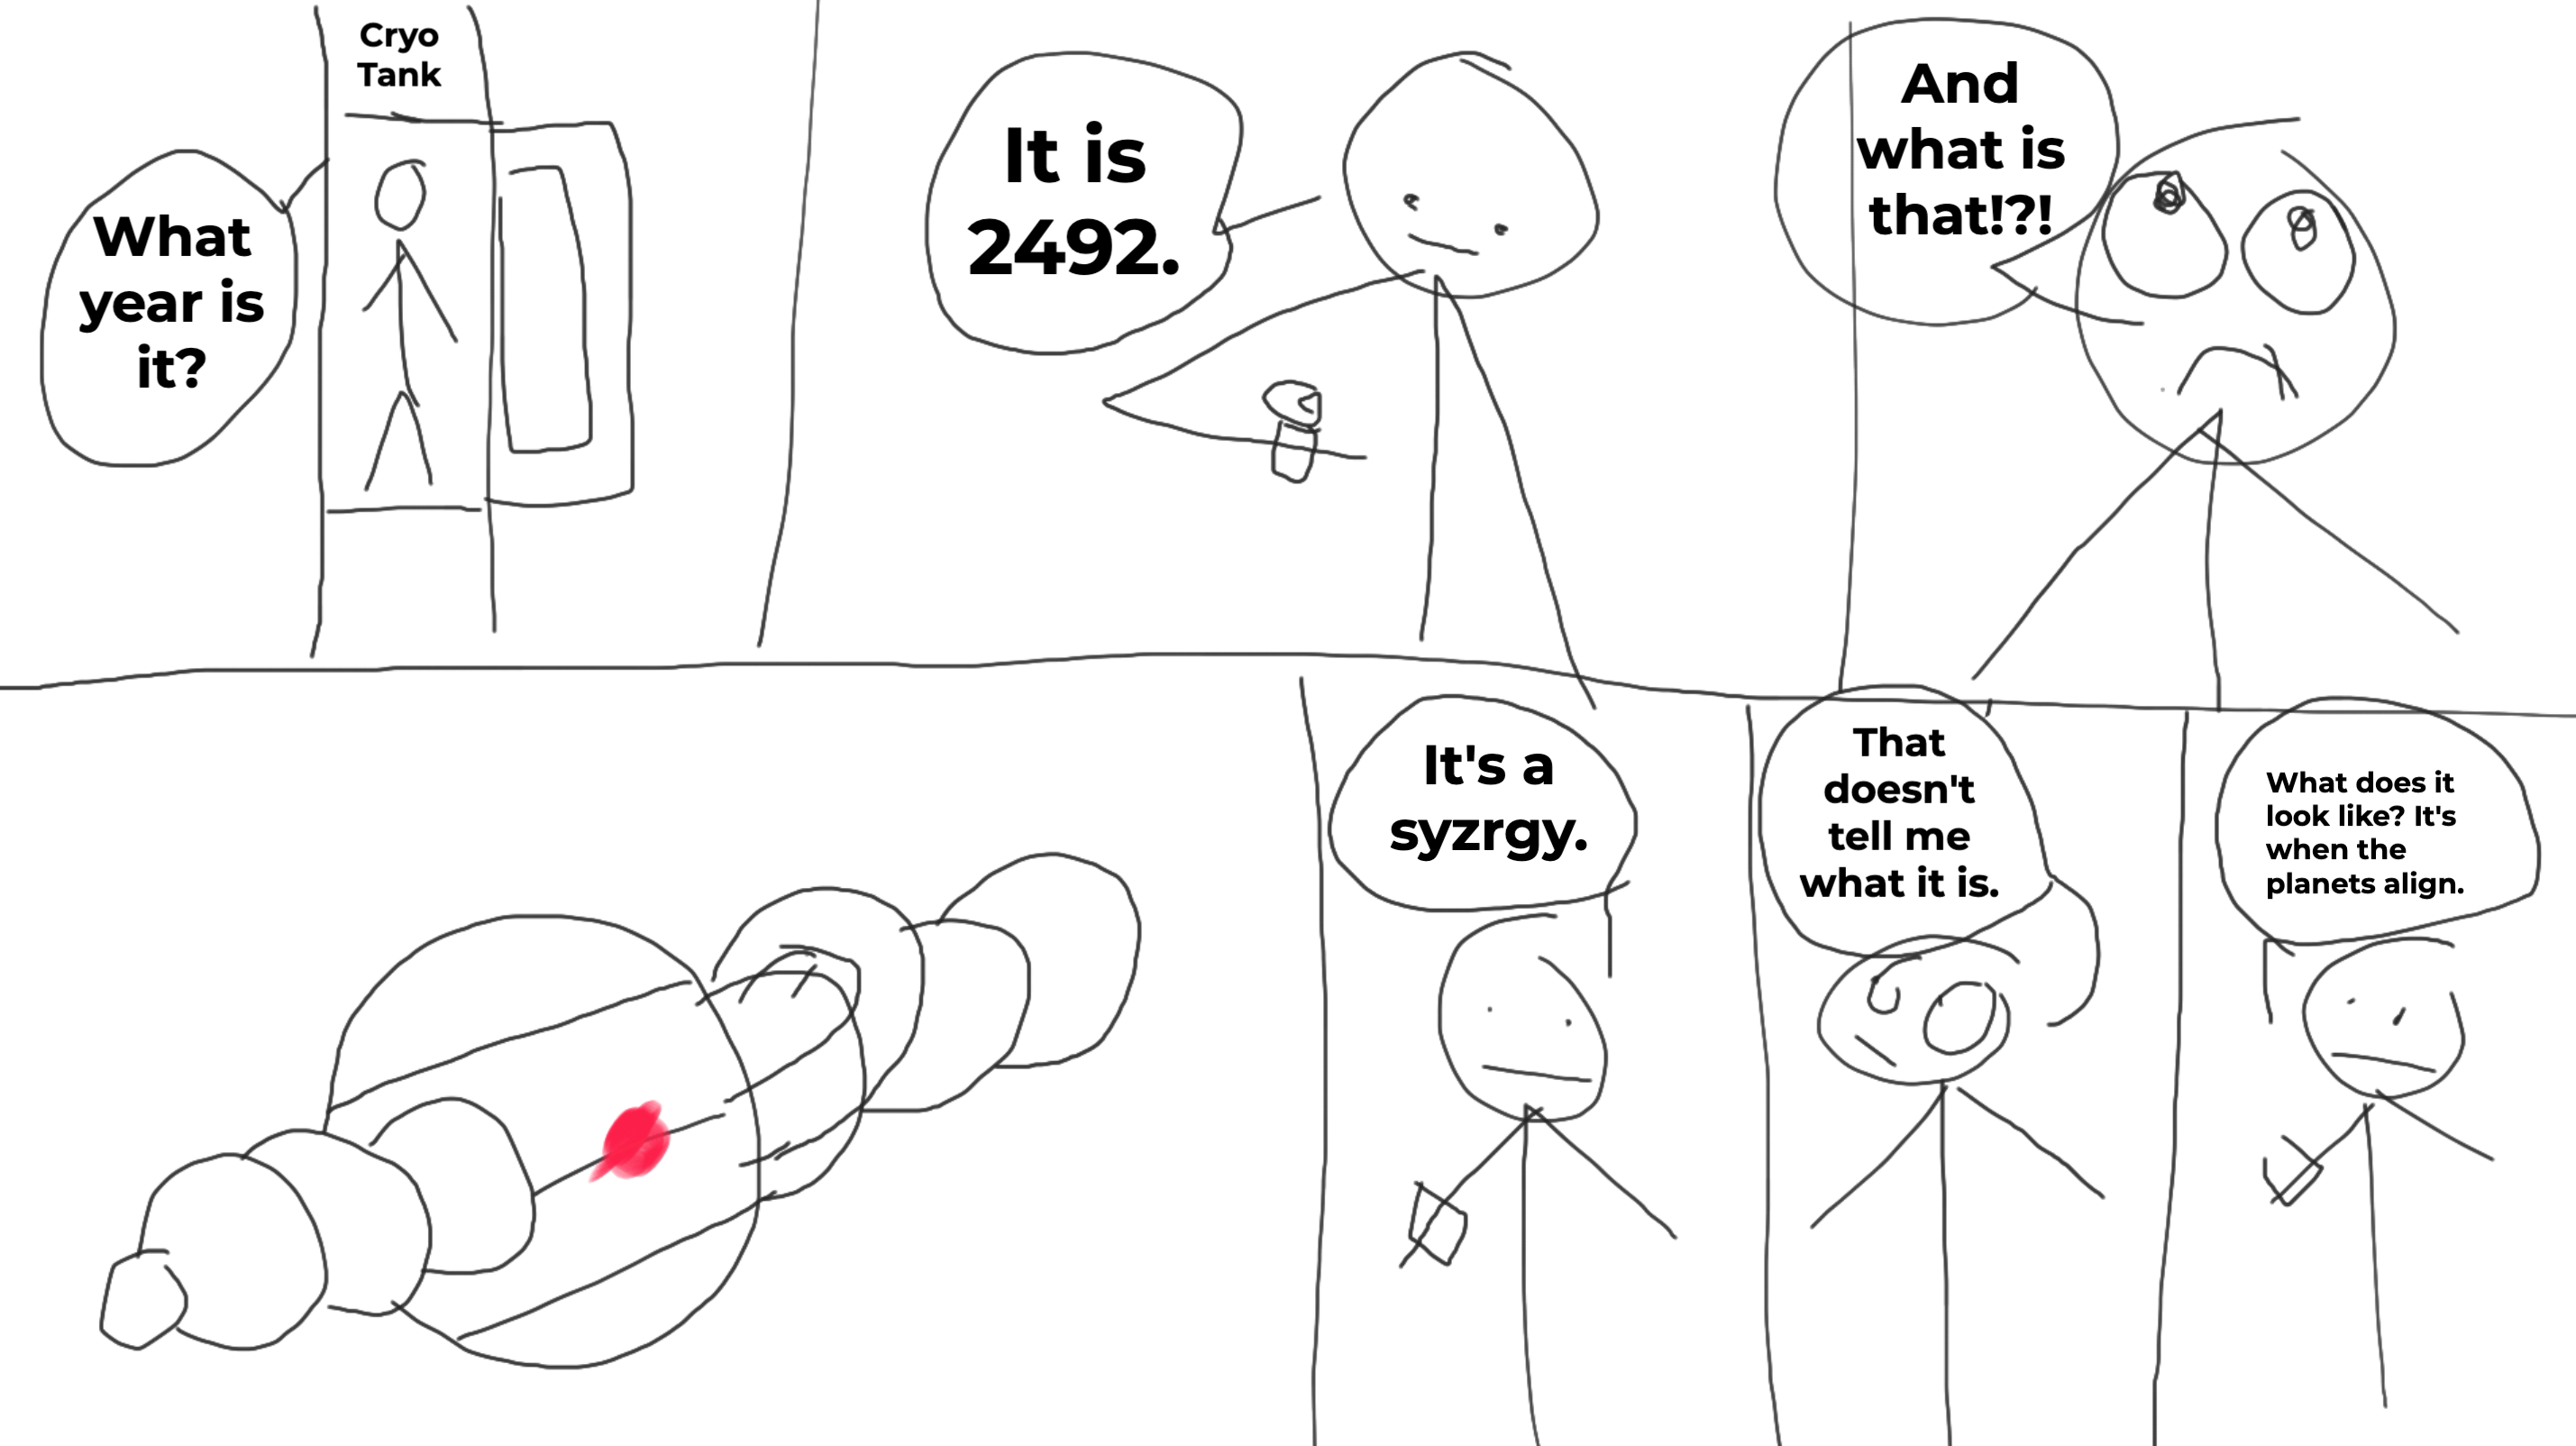 Cryo
Tank
What
year is
it?
It is
2492.
And
what is
that!?!
It's a
syzrgy.
That
doesn't
tell me
what it is.
What does it
look like? It's
when the
planets align.